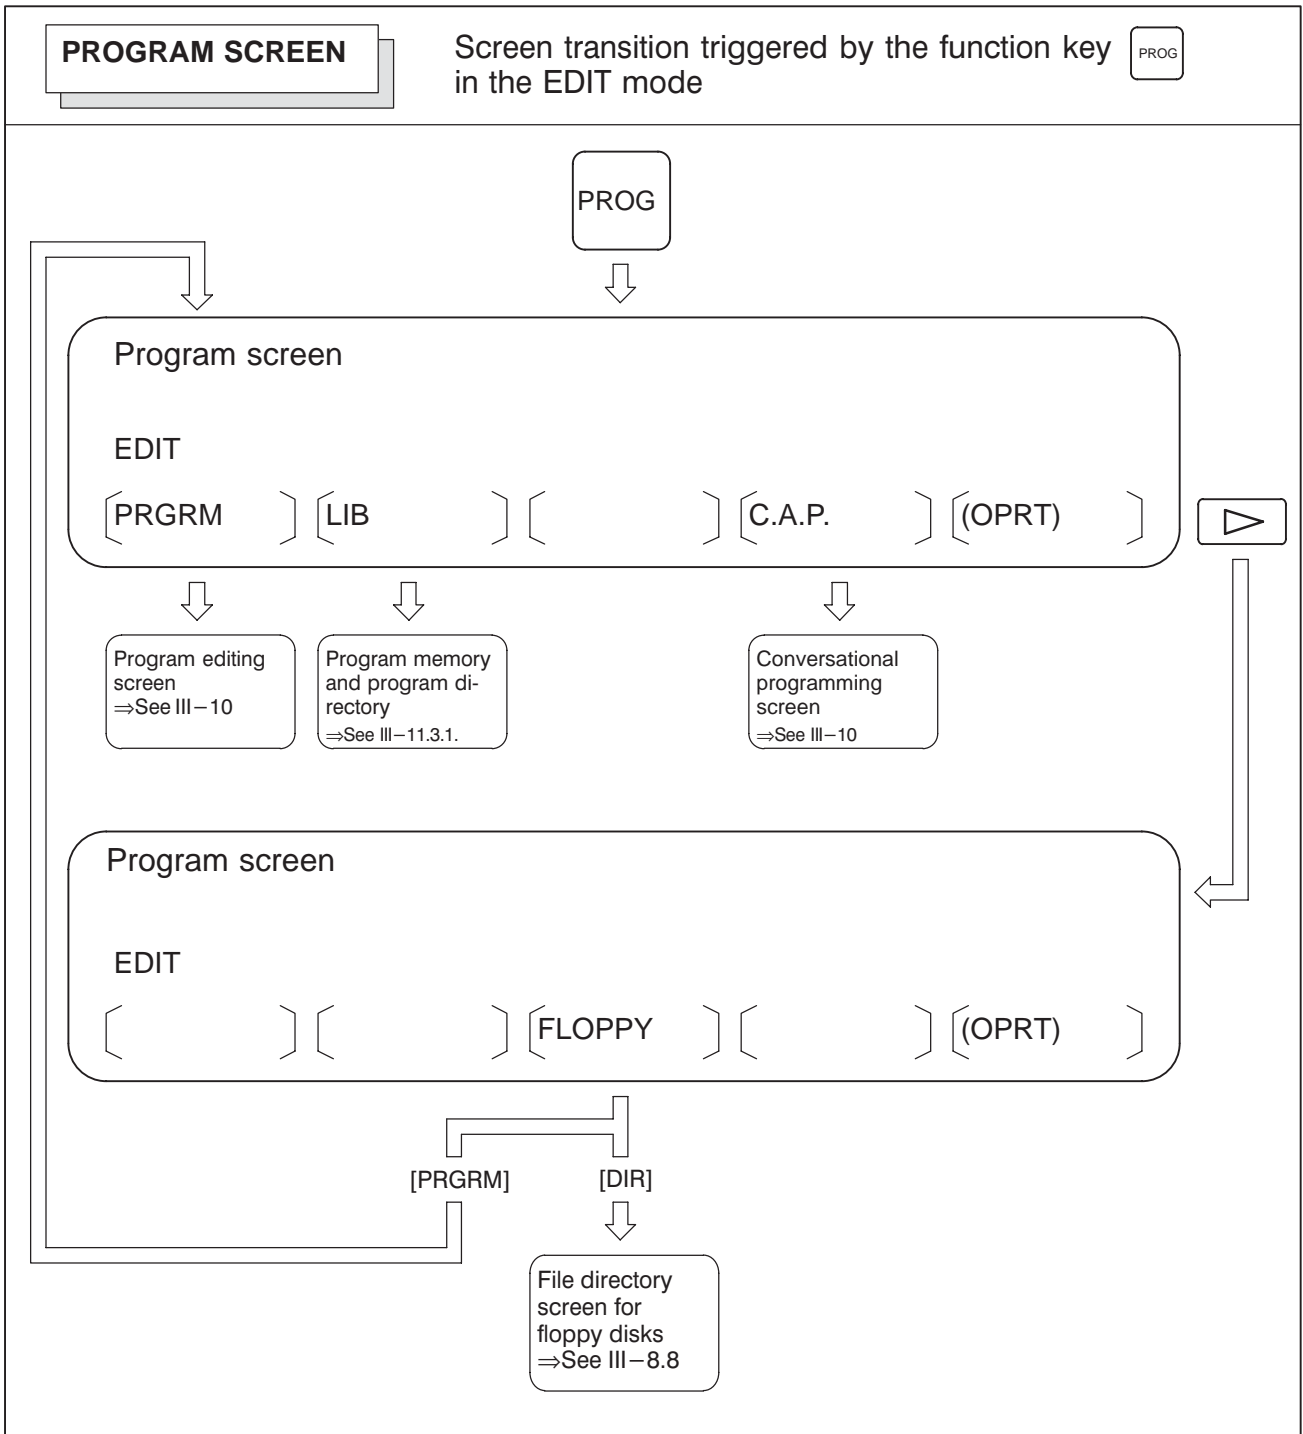 PROGRAM SCREEN
Screen transition triggered by the function key PROG
in the EDIT mode
PROG
Program screen
EDIT
PRGRM LIB C.A.P. (OPRT)
Program editing
screen
⇒See III−10
Program memory
and program di-
rectory
⇒See III−11.3.1.
Conversational
programming
screen
⇒See III−10
Program screen
EDIT
FLOPPY (OPRT)
[PRGRM] [DIR]
File directory
screen for
floppy disks
⇒See III−8.8